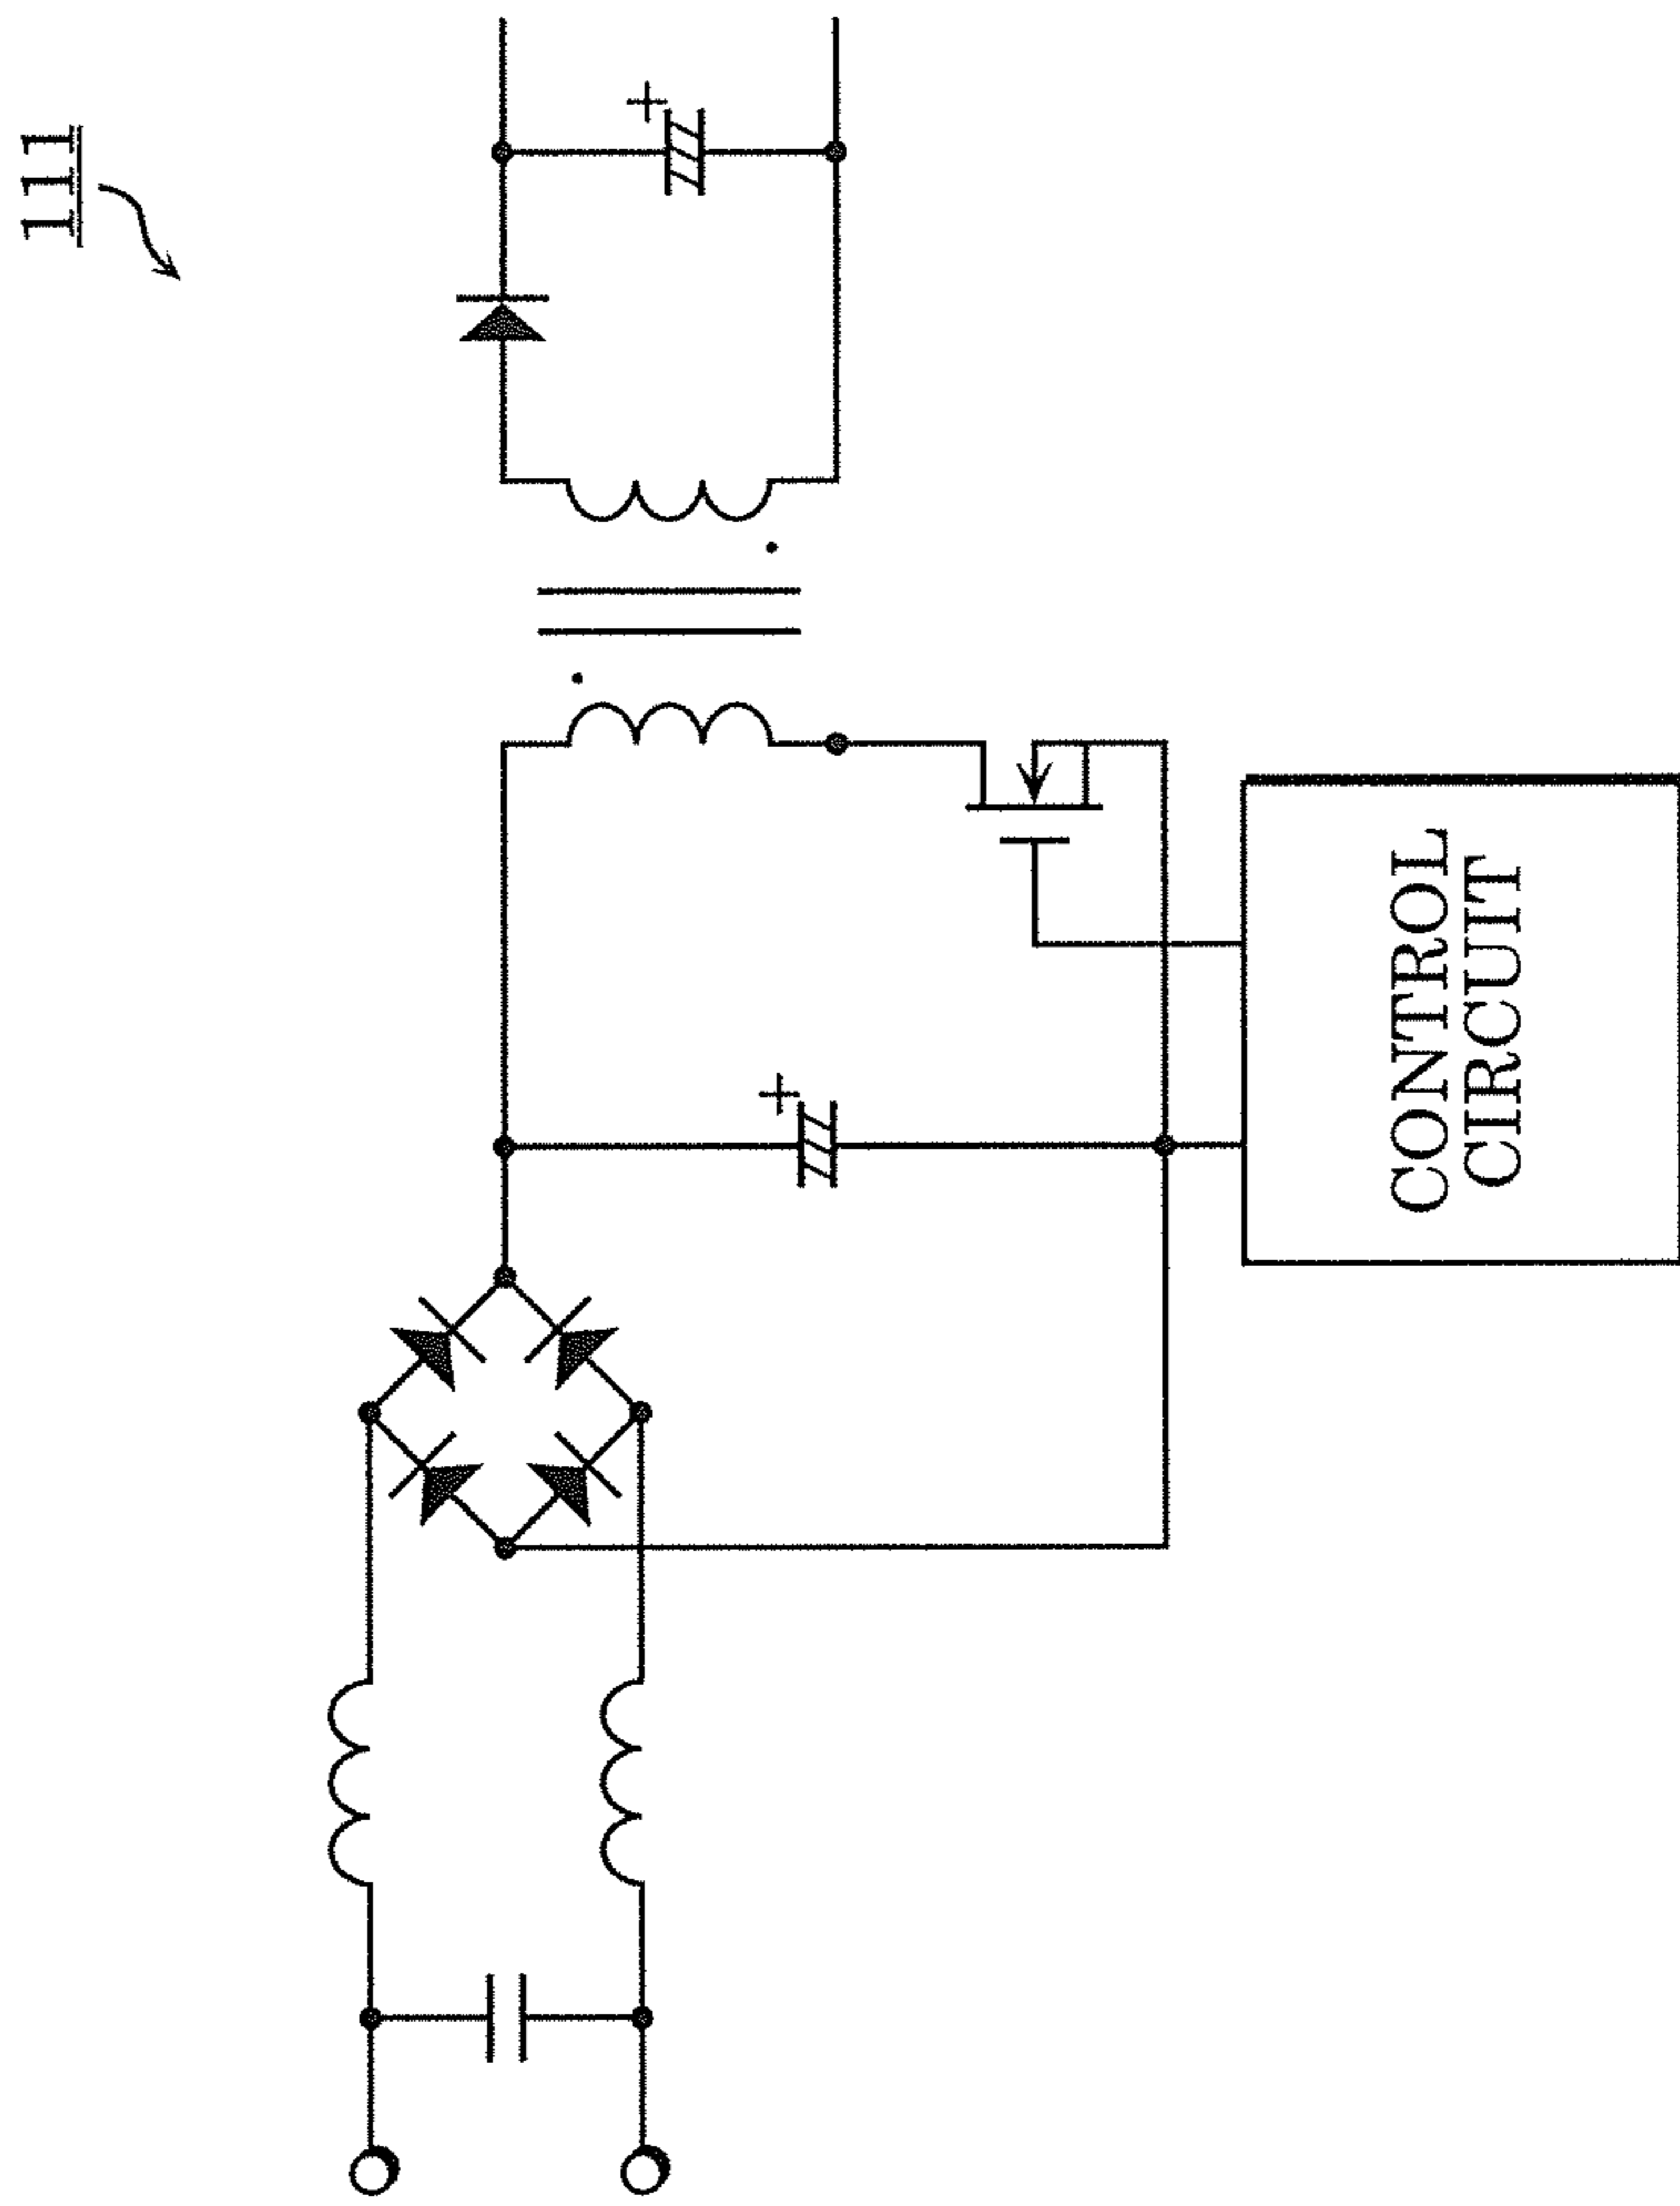 111
+
+
CONTROL
CIRCUIT